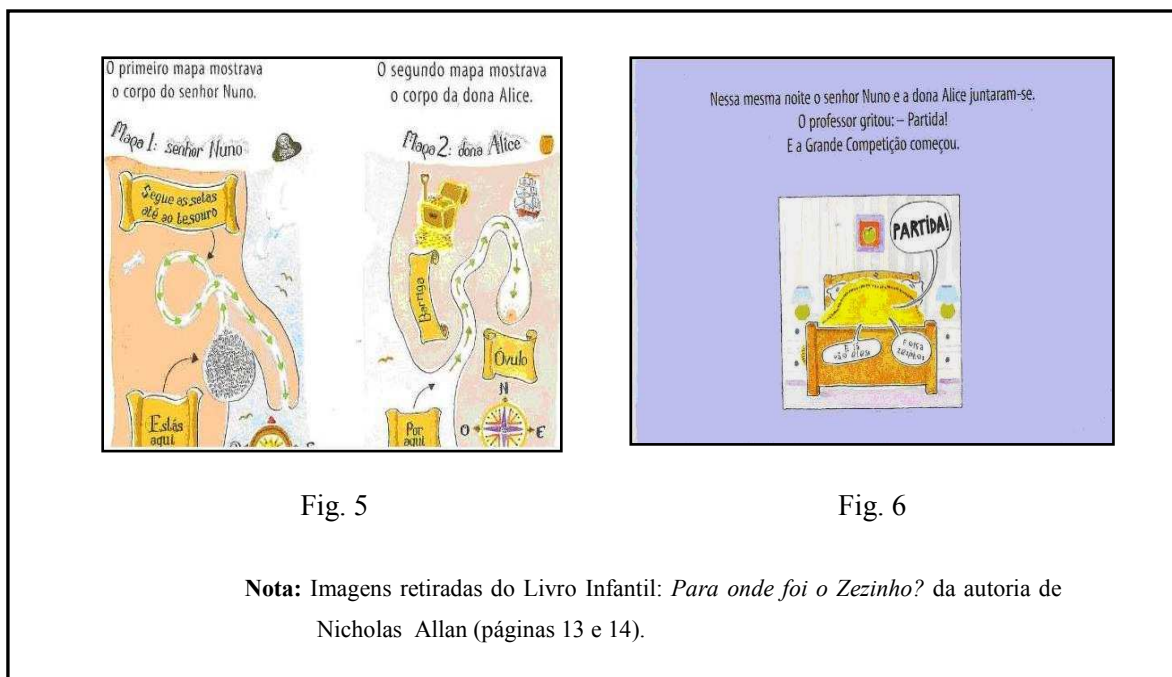 O primeiro mapa mostrava
o corpo do senhor Nuno.
Mapa 1: senhor Nuno
Segue as setas
até ao tesouro
Estás
aqui
O segundo mapa mostrava
o corpo da dona Alice.
Mapa 2: dona Alice
Barriga
Óvulo
Por
aqui
N
O
E
Nessa mesma noite o senhor Nuno e a dona Alice juntaram-se.
O professor gritou: – Partida!
E a Grande Competição começou.
PARTIDA!
Fig. 5
Fig. 6
Nota: Imagens retiradas do Livro Infantil: Para onde foi o Zezinho? da autoria de
Nicholas Allan (páginas 13 e 14).